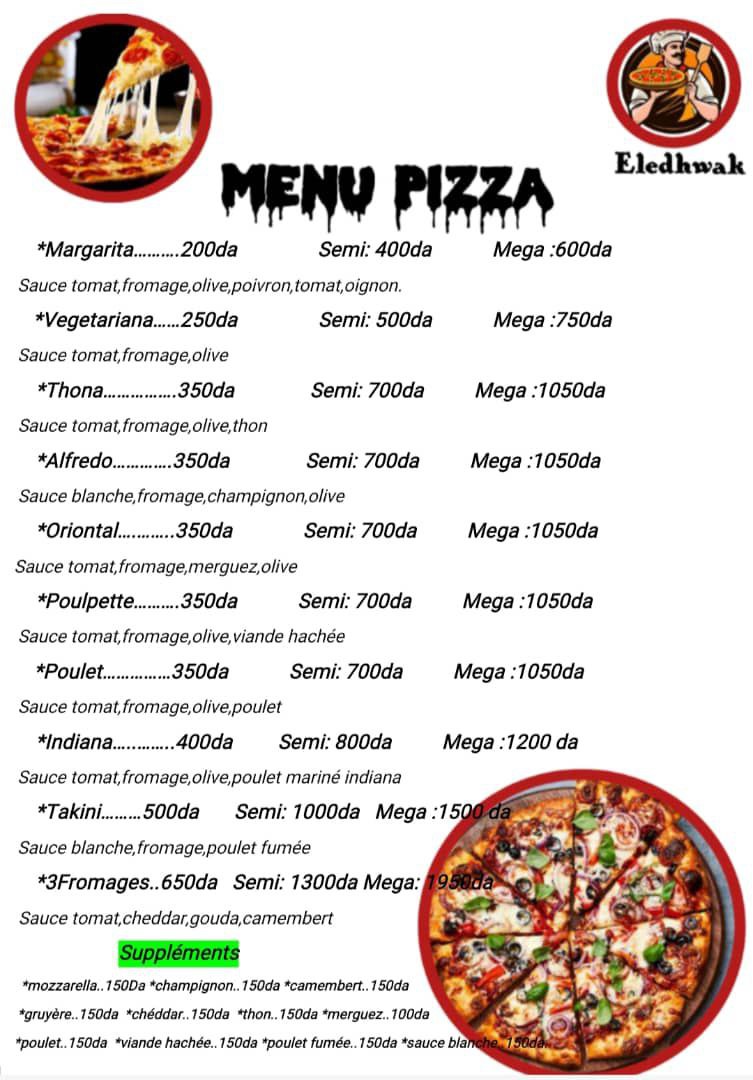 Eledhwak
MENU PIZZA
*Margarita……….200da Semi: 400da Mega :600da
Sauce tomat,fromage,olive,poivron,tomat,oignon.
*Vegetariana……250da Semi: 500da Mega :750da
Sauce tomat,fromage,olive
*Thona…………….350da Semi: 700da Mega :1050da
Sauce tomat,fromage,olive,thon
*Alfredo………….350da Semi: 700da Mega :1050da
Sauce blanche,fromage,champignon,olive
*Oriontal………..350da Semi: 700da Mega :1050da
Sauce tomat,fromage,merguez,olive
*Poulpette……….350da Semi: 700da Mega :1050da
Sauce tomat,fromage,olive,viande hachée
*Poulet……………350da Semi: 700da Mega :1050da
Sauce tomat,fromage,olive,poulet
*Indiana………..400da Semi: 800da Mega :1200 da
Sauce tomat,fromage,olive,poulet mariné indiana
*Takini………500da Semi: 1000da Mega :1500 da
Sauce blanche,fromage,poulet fumée
*3Fromages..650da Semi: 1300da Mega: 1950da
Sauce tomat,cheddar,gouda,camembert
Suppléments
*mozzarella..150Da *champignon..150da *camembert..150da
*gruyère..150da *chéddar..150da *thon..150da *merguez..100da
*poulet..150da *viande hachée..150da *poulet fumée..150da *sauce blanche..150da..